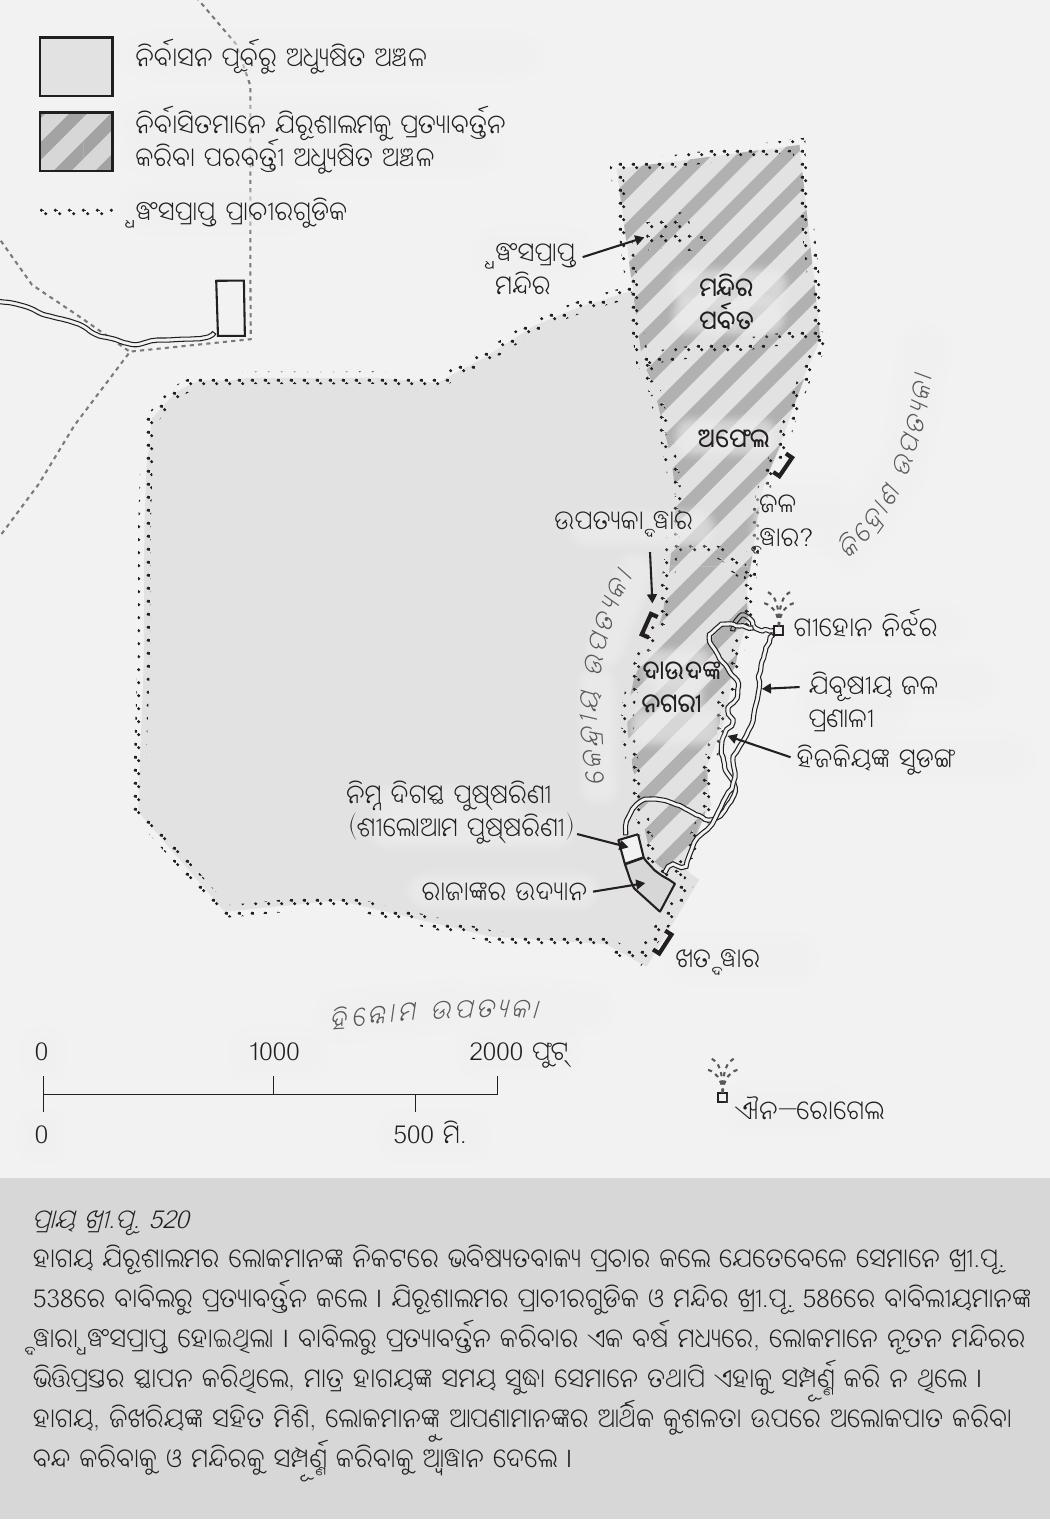 ନିର୍ବାସନ ପୂର୍ବରୁ ଅଧ୍ୟୁଷିତ ଅଞ୍ଚଳ
ନିର୍ବାସିତମାନେ ଯିରୂଶାଲମକୁ ପ୍ରତ୍ୟାବର୍ତ୍ତନ
କରିବା ପରବର୍ତ୍ତୀ ଅଧ୍ୟୁଷିତ ଅଞ୍ଚଳ
ଧ୍ୱଂସପ୍ରାପ୍ତ ପ୍ରାଚୀରଗୁଡିକ
ଧ୍ୱଂସପ୍ରାପ୍ତ
ମନ୍ଦିର
ମନ୍ଦିର
ପର୍ବତ
କିଦ୍ରୋଣ ଉପତ୍ୟକା
ଅଫେଲ
ଜଳ
ଦ୍ୱାର?
ଉପତ୍ୟକା ଦ୍ୱାର
କେନ୍ଦ୍ରୀୟ ଉପତ୍ୟକା
ଗୀହୋନ ନିର୍ଝର
ଦାଉଦଙ୍କ
ନଗରୀ
ଯିବୂଷୀୟ ଜଳ
ପ୍ରଣାଳୀ
ହିଜକିୟଙ୍କ ସୁଡଙ୍ଗ
ନିମ୍ନ ଦିଗସ୍ଥ ପୁଷ୍ଷରିଣୀ
(ଶୀଲୋଆମ ପୁଷ୍ଷରିଣୀ)
ରାଜାଙ୍କର ଉଦ୍ୟାନ
ଖତ ଦ୍ୱାର
ହିନ୍ନୋମ ଉପତ୍ୟକା
0 1000 2000 ଫୁଟ୍
0 500 ମି.
ଐନ–ରୋଗେଲ
ପ୍ରାୟ ଖ୍ରୀ.ପୂ. 520
ହାଗୟ ଯିରୂଶାଲମର ଲୋକମାନଙ୍କ ନିକଟରେ ଭବିଷ୍ୟତବାକ୍ୟ ପ୍ରଚାର କଲେ ଯେତେବେଳେ ସେମାନେ ଖ୍ରୀ.ପୂ.
538ରେ ବାବିଲରୁ ପ୍ରତ୍ୟାବର୍ତ୍ତନ କଲେ । ଯିରୂଶାଲମର ପ୍ରାଚୀରଗୁଡିକ ଓ ମନ୍ଦିର ଖ୍ରୀ.ପୂ. 586ରେ ବାବିଲୀୟମାନଙ୍କ
ଦ୍ୱାରା ଧ୍ୱଂସପ୍ରାପ୍ତ ହୋଇଥିଲା । ବାବିଲରୁ ପ୍ରତ୍ୟାବର୍ତ୍ତନ କରିବାର ଏକ ବର୍ଷ ମଧ୍ୟରେ, ଲୋକମାନେ ନୂତନ ମନ୍ଦିରର
ଭିତ୍ତିପ୍ରସ୍ତର ସ୍ଥାପନ କରିଥିଲେ, ମାତ୍ର ହାଗୟଙ୍କ ସମୟ ସୁଦ୍ଧା ସେମାନେ ତଥାପି ଏହାକୁ ସମ୍ପୂର୍ଣ୍ଣ କରି ନ ଥିଲେ ।
ହାଗୟ, ଜିଖରିୟଙ୍କ ସହିତ ମିଶି, ଲୋକମାନଙ୍କୁ ଆପଣାମାନଙ୍କର ଆର୍ଥିକ କୁଶଳତା ଉପରେ ଅଲୋକପାତ କରିବା
ବନ୍ଦ କରିବାକୁ ଓ ମନ୍ଦିରକୁ ସମ୍ପୂର୍ଣ୍ଣ କରିବାକୁ ଆହ୍ୱାନ ଦେଲେ ।